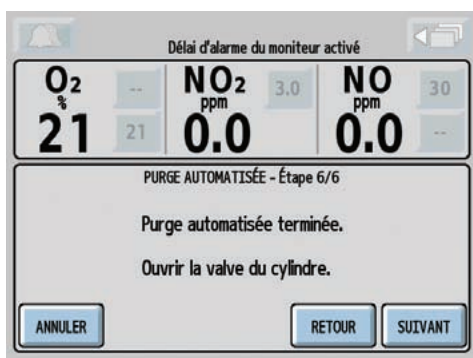 Délai d'alarme du moniteur activé
O2 % -- NO2 ppm 3.0 NO ppm 30
21 21 0.0 0.0 --
PURGE AUTOMATISÉE - Étape 6/6
Purge automatisée terminée.
Ouvrir la valve du cylindre.
ANNULER RETOUR SUIVANT